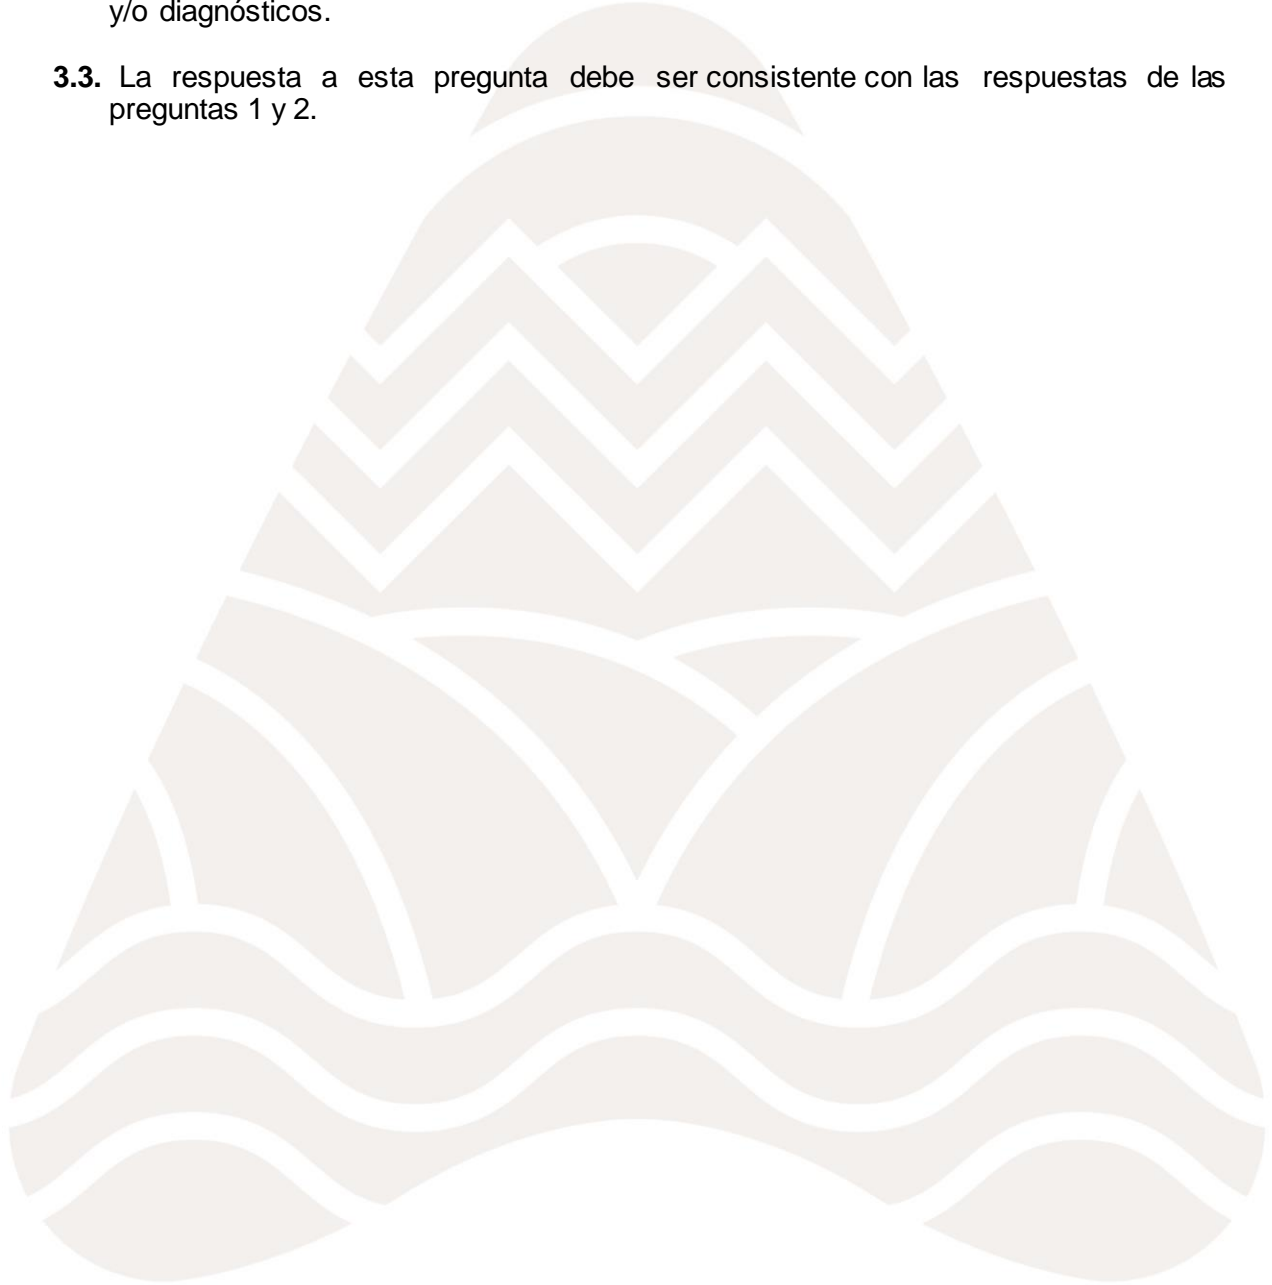 y/o diagnósticos.
3.3. La respuesta a esta pregunta debe ser consistente con las respuestas de las
preguntas 1 y 2.